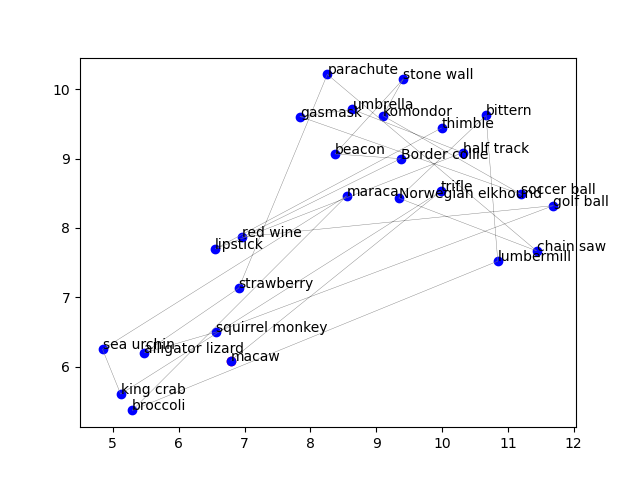 parachute
stone wall
umbrella
gasmask
komondor
bittern
thimble
beacon
Border collie
half track
maraca
Norwegian elkhound
trifle
soccer ball
golf ball
red wine
lipstick
chain saw
lumbermill
strawberry
squirrel monkey
sea urchin
alligator lizard
macaw
king crab
broccoli
10
9
8
7
6
5 6 7 8 9 10 11 12